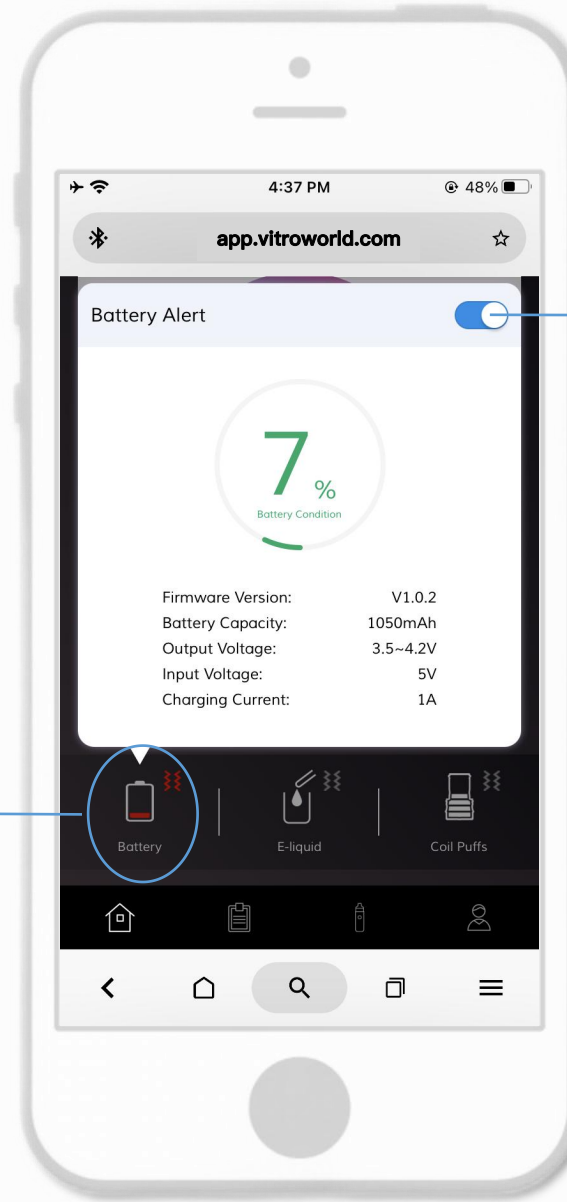 4:37 PM
48%
app.vitroworld.com
Battery Alert
7%
Battery Condition
Firmware Version: V1.0.2
Battery Capacity: 1050mAh
Output Voltage: 3.5~4.2V
Input Voltage: 5V
Charging Current: 1A
Battery
E-liquid
Coil Puffs